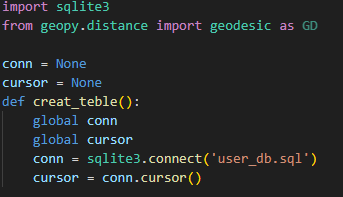 import sqlite3
from geopy.distance import geodesic as GD
conn = None
cursor = None
def creat_teble():
    global conn
    global cursor
    conn = sqlite3.connect('user_db.sql')
    cursor = conn.cursor()